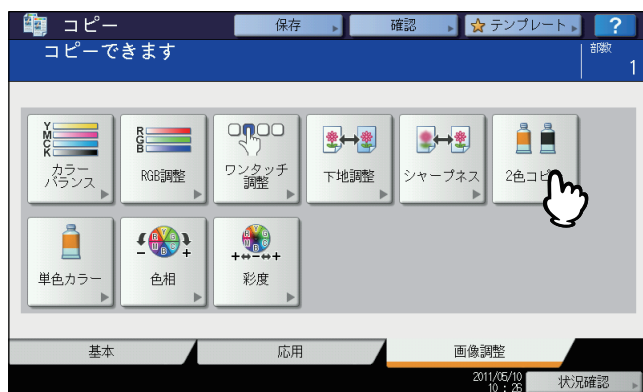 コピー
保存
確認
テンプレート
?
コピーできます
部数
1
Y
M
C
K
カラー
バランス
R
G
B
RGB調整
ワンタッチ
調整
下地調整
シャープネス
2色コピー
単色カラー
色相
彩度
基本
応用
画像調整
2011/05/10
10:26
状況確認